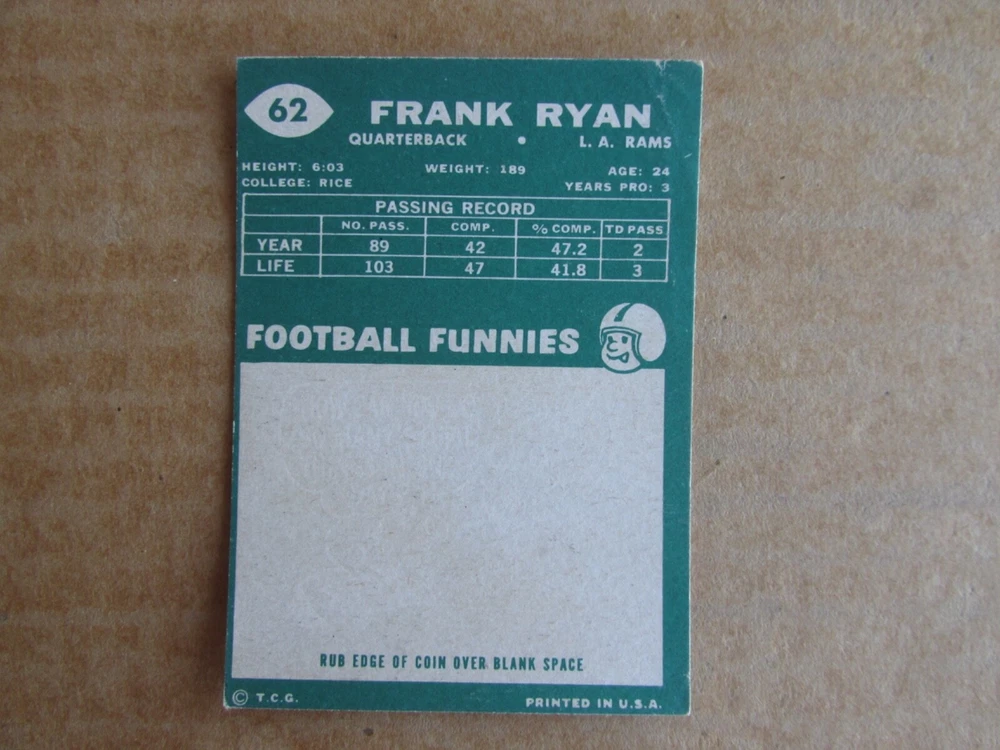 62
FRANK RYAN
QUARTERBACK • L. A. RAMS
HEIGHT: 6:03 WEIGHT: 189 AGE: 24
COLLEGE: RICE YEARS PRO: 3
PASSING RECORD
NO. PASS. COMP. % COMP. TD PASS
YEAR 89 42 47.2 2
LIFE 103 47 41.8 3
FOOTBALL FUNNIES
RUB EDGE OF COIN OVER BLANK SPACE
© T.C.G. PRINTED IN U.S.A.